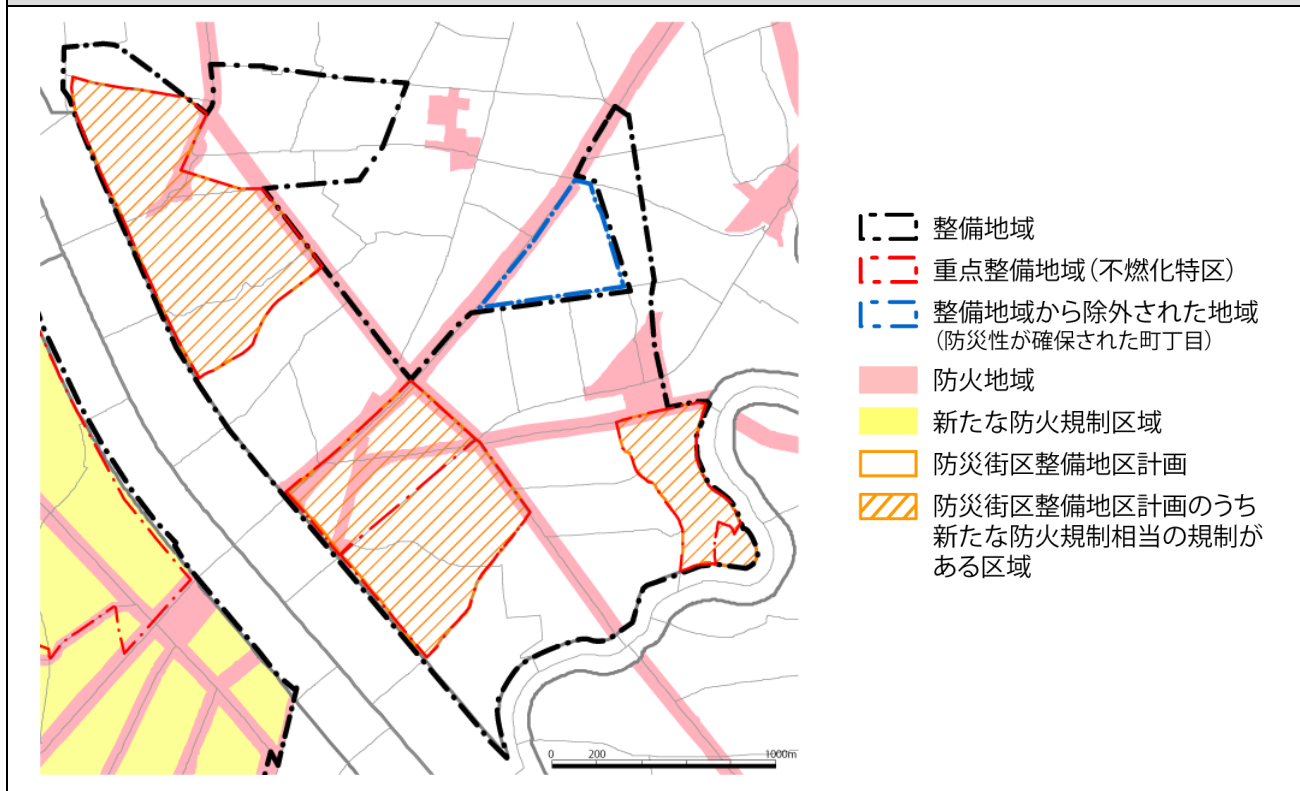 整備地域
重点整備地域（不燃化特区）
整備地域から除外された地域
（防災性が確保された町丁目）
防火地域
新たな防火規制区域
防災街区整備地区計画
防災街区整備地区計画のうち
新たな防火規制相当の規制が
ある区域
0 200 1000m